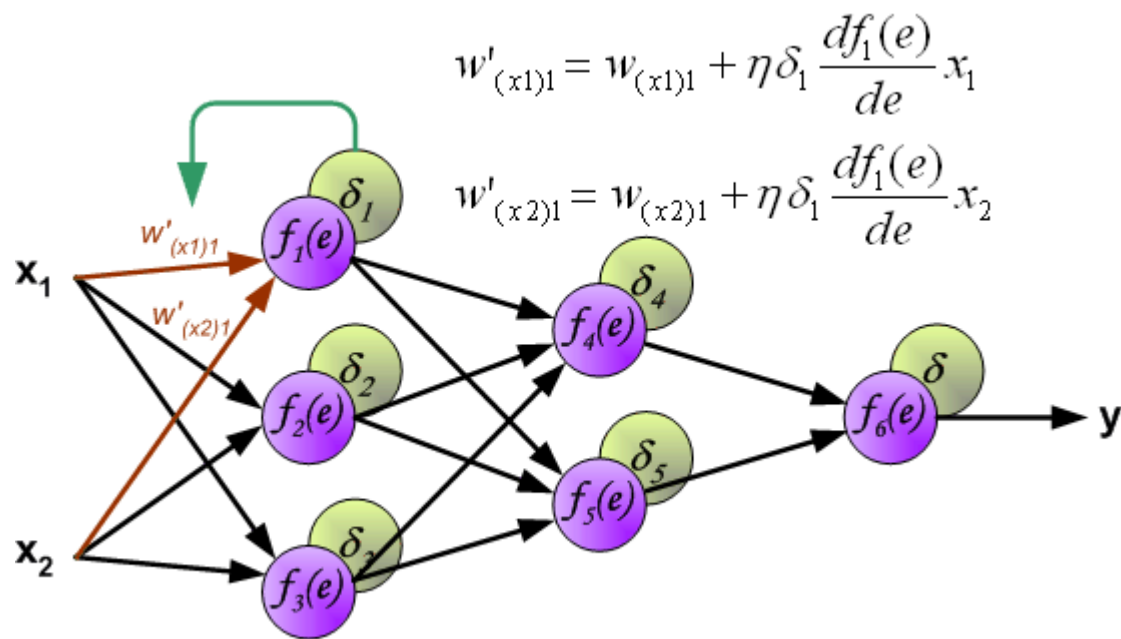 w'(x1)1 = w(x1)1 + η δ1 df1(e)/de x1
w'(x2)1 = w(x2)1 + η δ1 df1(e)/de x2
δ1
f1(e)
w'(x1)1
x1
w'(x2)1
δ4
f4(e)
δ2
f2(e)
δ
f6(e)
y
δ5
f5(e)
x2
δ3
f3(e)